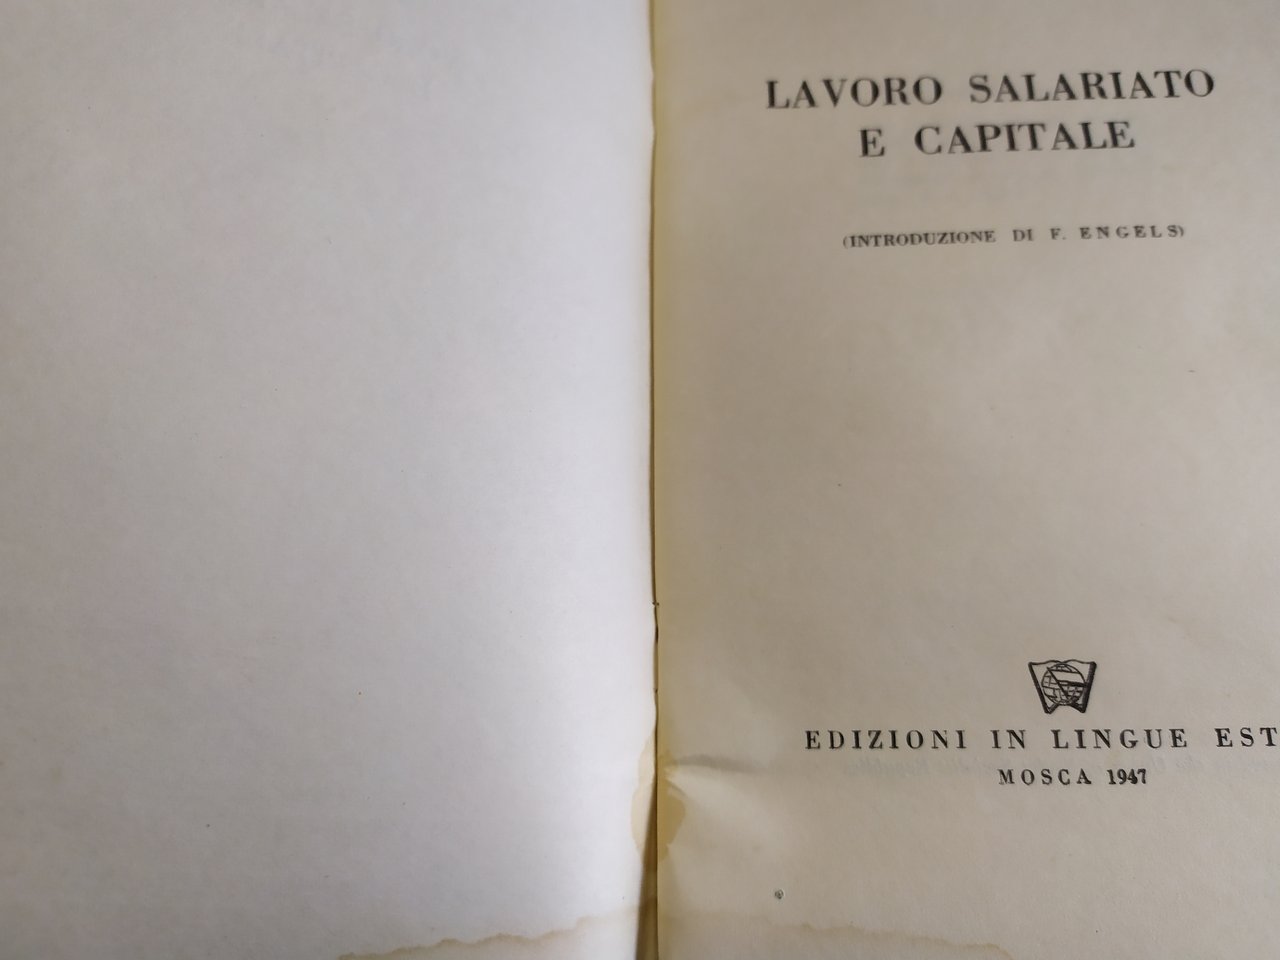 LAVORO SALARIATO
E CAPITALE
(INTRODUZIONE DI F. ENGELS)
EDIZIONI IN LINGUE EST
MOSCA 1947